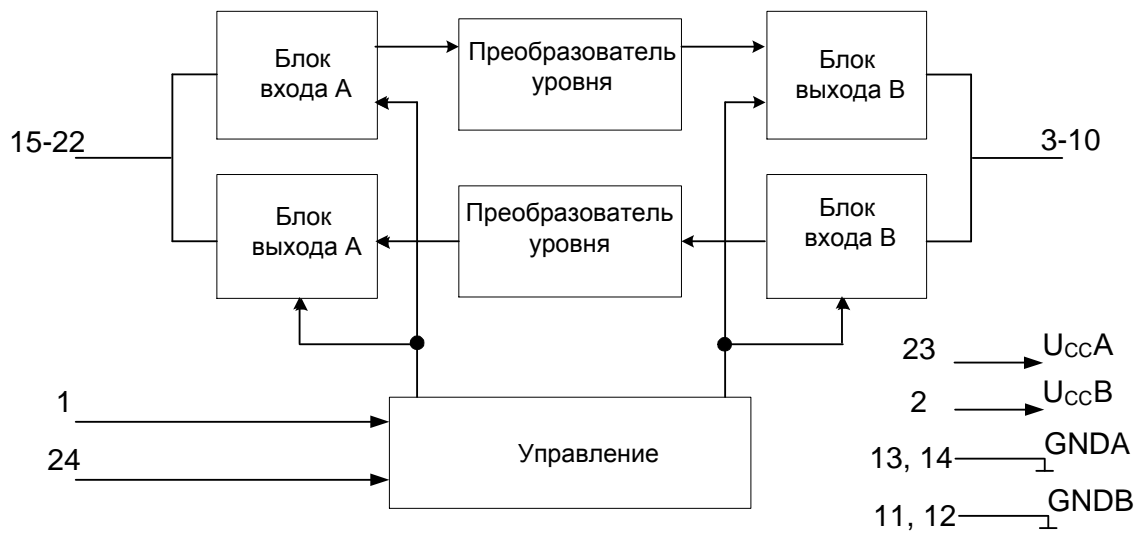 Блок
входа А
Преобразователь
уровня
Блок
выхода В
15-22
3-10
Блок
выхода А
Преобразователь
уровня
Блок
входа В
23
UCCA
1
2
UCCB
Управление
24
13, 14
GNDA
11, 12
GNDB